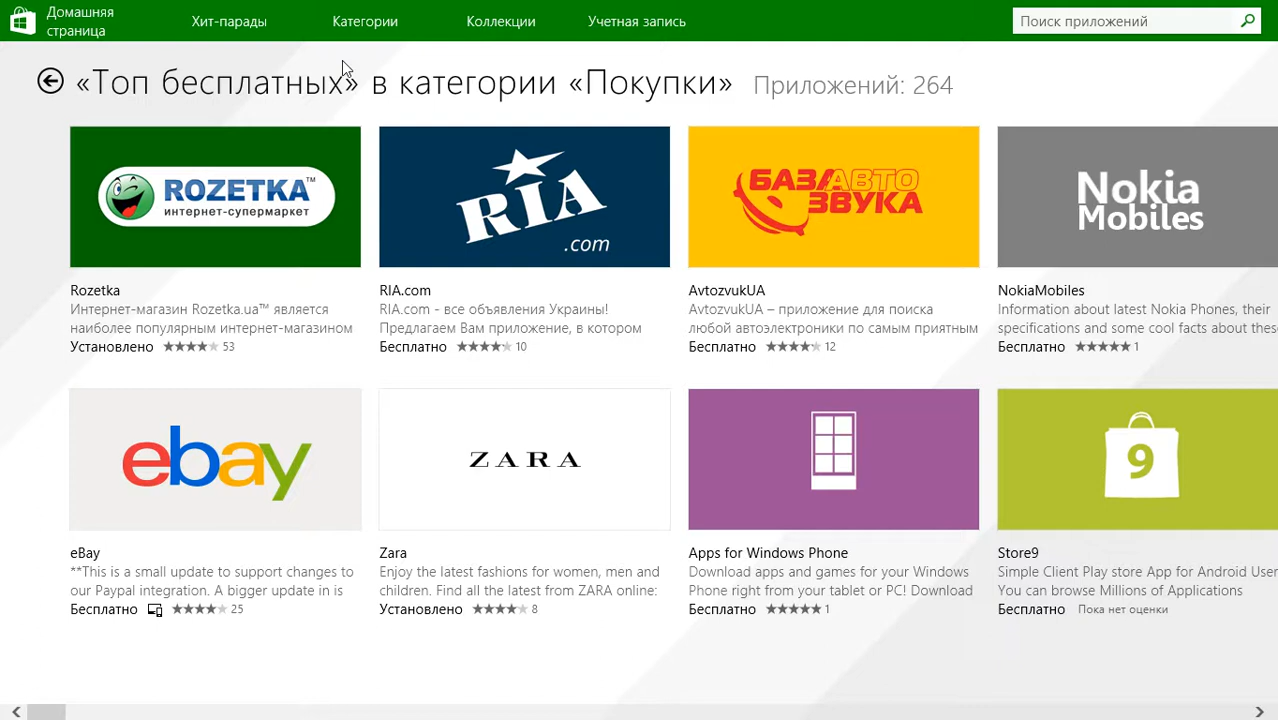 Домашняя страница
Хит-парады
Категории
Коллекции
Учетная запись
Поиск приложений
«Топ бесплатных» в категории «Покупки» Приложений: 264
ROZETKA™
интернет-супермаркет
RIA
.com
БАЗА АВТО
ЗВУКА
Nokia
Mobiles
Rozetka
Интернет-магазин Rozetka.ua™ является
наиболее популярным интернет-магазином
Установлено 53
RIA.com
RIA.com - все объявления Украины!
Предлагаем Вам приложение, в котором
Бесплатно 10
AvtozvukUA
AvtozvukUA – приложение для поиска
любой автоэлектроники по самым приятным
Бесплатно 12
NokiaMobiles
Information about latest Nokia Phones, their
specifications and some cool facts about these
Бесплатно 1
ebay
ZARA
9
eBay
**This is a small update to support changes to
our Paypal integration. A bigger update in is
Бесплатно 25
Zara
Enjoy the latest fashions for women, men and
children. Find all the latest from ZARA online:
Установлено 8
Apps for Windows Phone
Download apps and games for your Windows
Phone right from your tablet or PC! Download
Бесплатно 1
Store9
Simple Client Play store App for Android User
You can browse Millions of Applications
Бесплатно Пока нет оценки